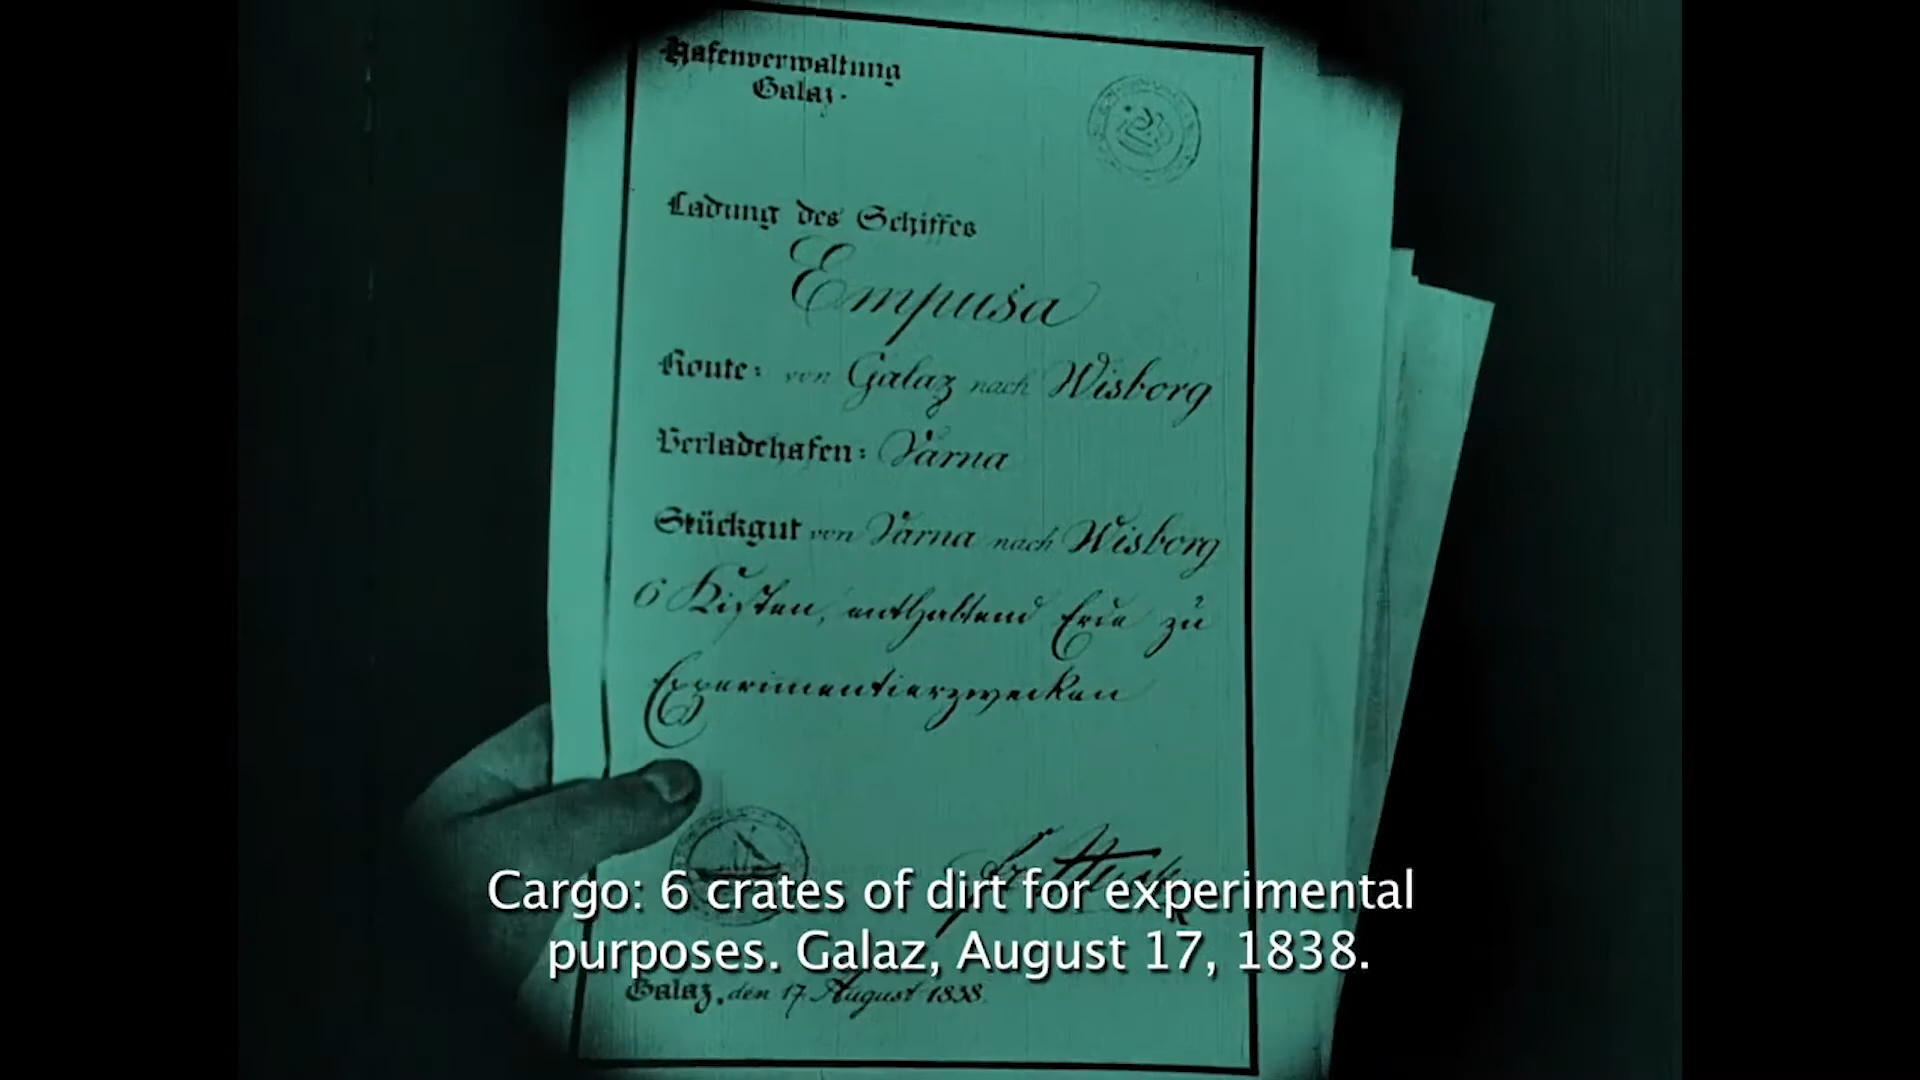 Hafenverwaltung
Galaz.
Ladung des Schiffes
Empusa
Route: von Galaz nach Wisborg
Verladehafen: Varna
Stückgut von Varna nach Wisborg
6 Kisten, enthaltend Erde zu
Experimentierzwecken
Cargo: 6 crates of dirt for experimental
purposes. Galaz, August 17, 1838.
Galaz, den 17. August 1838.